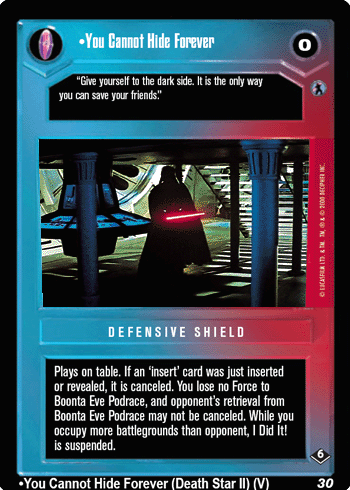 •You Cannot Hide Forever
0
"Give yourself to the dark side. It is the only way
you can save your friends."
© LUCASFILM LTD. & TM. TM, ® & © 2000 DECIPHER INC.
DEFENSIVE SHIELD
Plays on table. If an 'insert' card was just inserted
or revealed, it is canceled. You lose no Force to
Boonta Eve Podrace, and opponent's retrieval from
Boonta Eve Podrace may not be canceled. While you
occupy more battlegrounds than opponent, I Did It!
is suspended.
6
•You Cannot Hide Forever (Death Star II) (V)
30